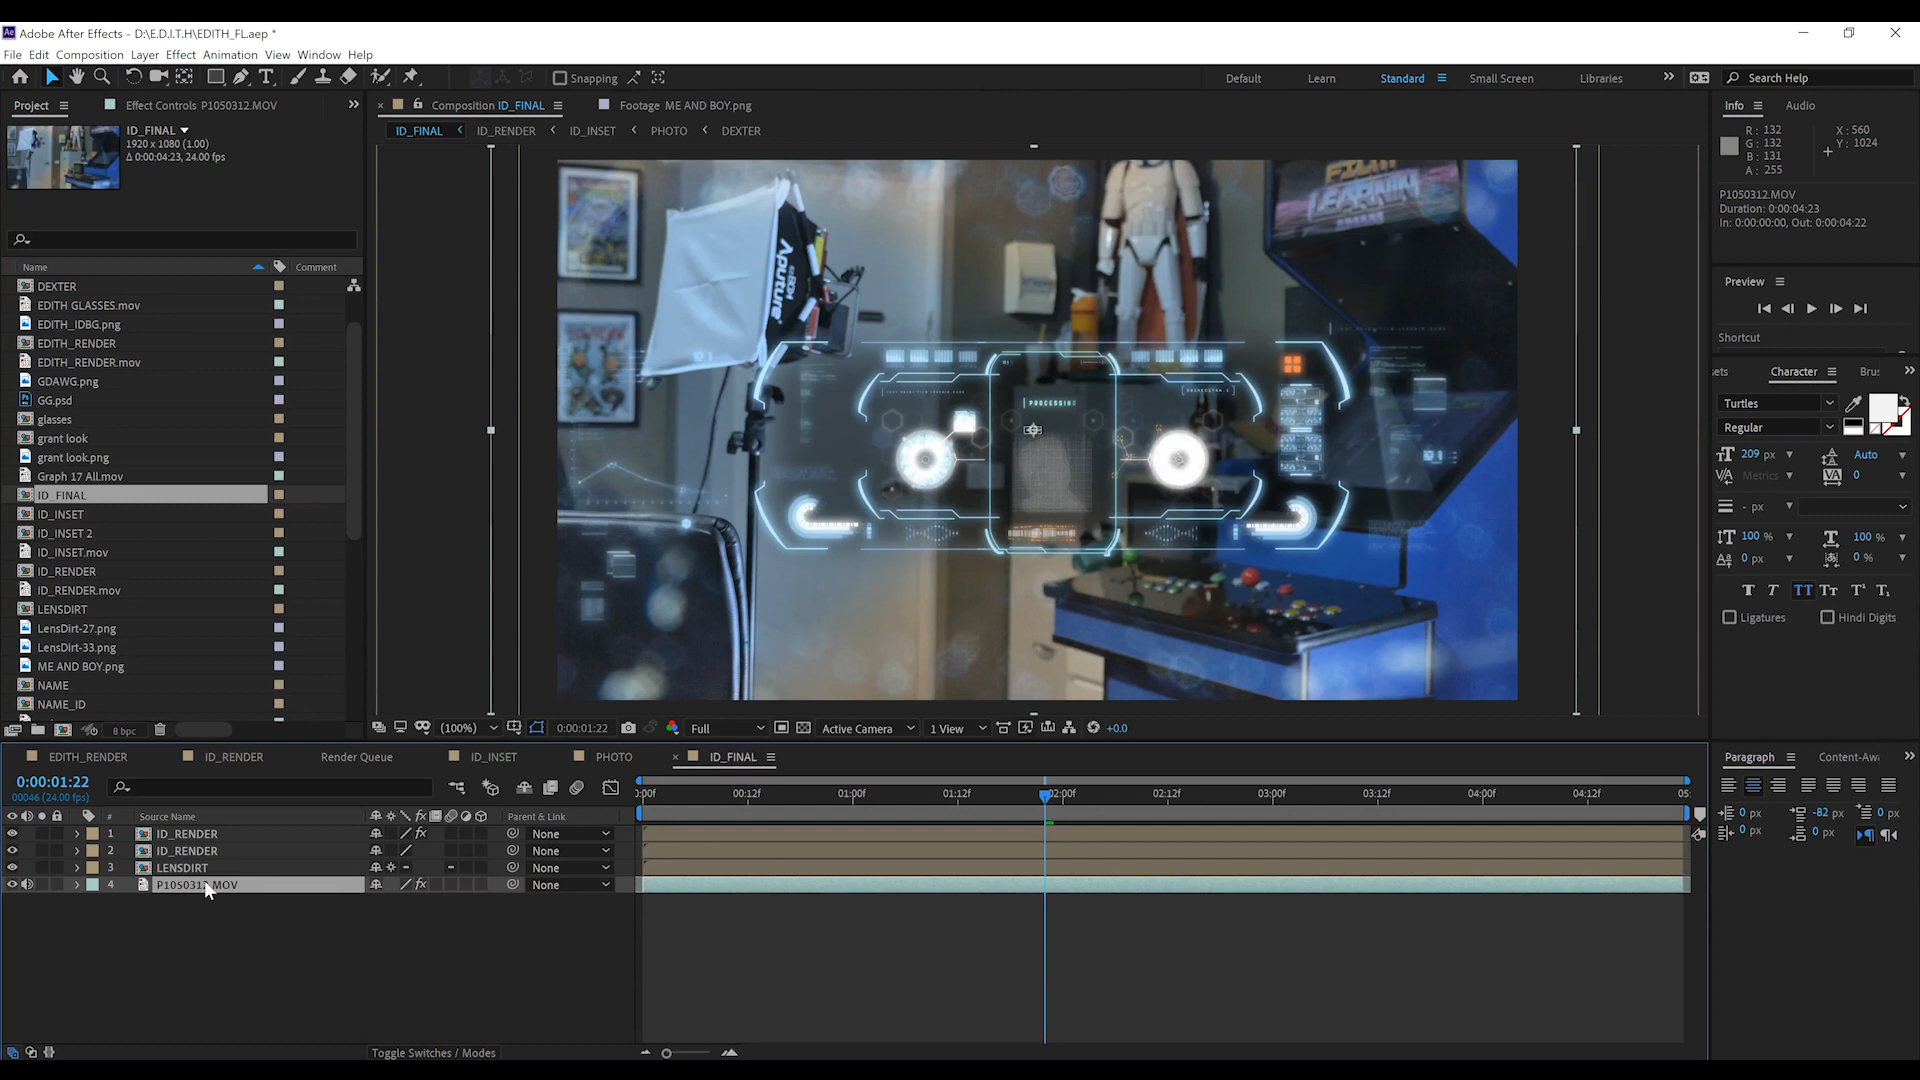 Adobe After Effects - D:\E.D.I.T.H\EDITH_FL.aep *
File Edit Composition Layer Effect Animation View Window Help
Snapping
Default
Learn
Standard
Small Screen
Libraries
Search Help
Project
Effect Controls P1050312.MOV
Composition ID_FINAL
Footage ME AND BOY.png
Info
Audio
ID_FINAL
1920 x 1080 (1.00)
Δ 0:00:04:23, 24.00 fps
ID_FINAL
ID_RENDER
ID_INSET
PHOTO
DEXTER
R: 132
G: 132
B: 131
A: 255
X: 560
Y: 1024
P1050312.MOV
Duration: 0:00:04:23
In: 0:00:00:00, Out: 0:00:04:22
Name
Comment
DEXTER
EDITH GLASSES.mov
EDITH_IDBG.png
EDITH_RENDER
EDITH_RENDER.mov
GDAWG.png
GG.psd
glasses
grant look
grant look.png
Graph 17 All.mov
ID_FINAL
ID_INSET
ID_INSET 2
ID_INSET.mov
ID_RENDER
ID_RENDER.mov
LENSDIRT
LensDirt-27.png
LensDirt-33.png
ME AND BOY.png
NAME
NAME_ID
8 bpc
Aputure
FILM
LEARNIN
PROCESSING
Preview
Shortcut
sets
Character
Brus
Turtles
Regular
209 px
Auto
Metrics
0
- px
100 %
100 %
0 px
0 %
T T TT Tt T¹ T₁
Ligatures
Hindi Digits
(100%)
0:00:01:22
Full
Active Camera
1 View
+0.0
EDITH_RENDER
ID_RENDER
Render Queue
ID_INSET
PHOTO
ID_FINAL
Paragraph
Content-Awa
0:00:01:22
00046 (24.00 fps)
:00f
00:12f
01:00f
01:12f
02:00f
02:12f
03:00f
03:12f
04:00f
04:12f
05:
0 px
-82 px
0 px
0 px
0 px
#
Source Name
Parent & Link
1 ID_RENDER None
2 ID_RENDER None
3 LENSDIRT None
4 P1050312.MOV None
Toggle Switches / Modes